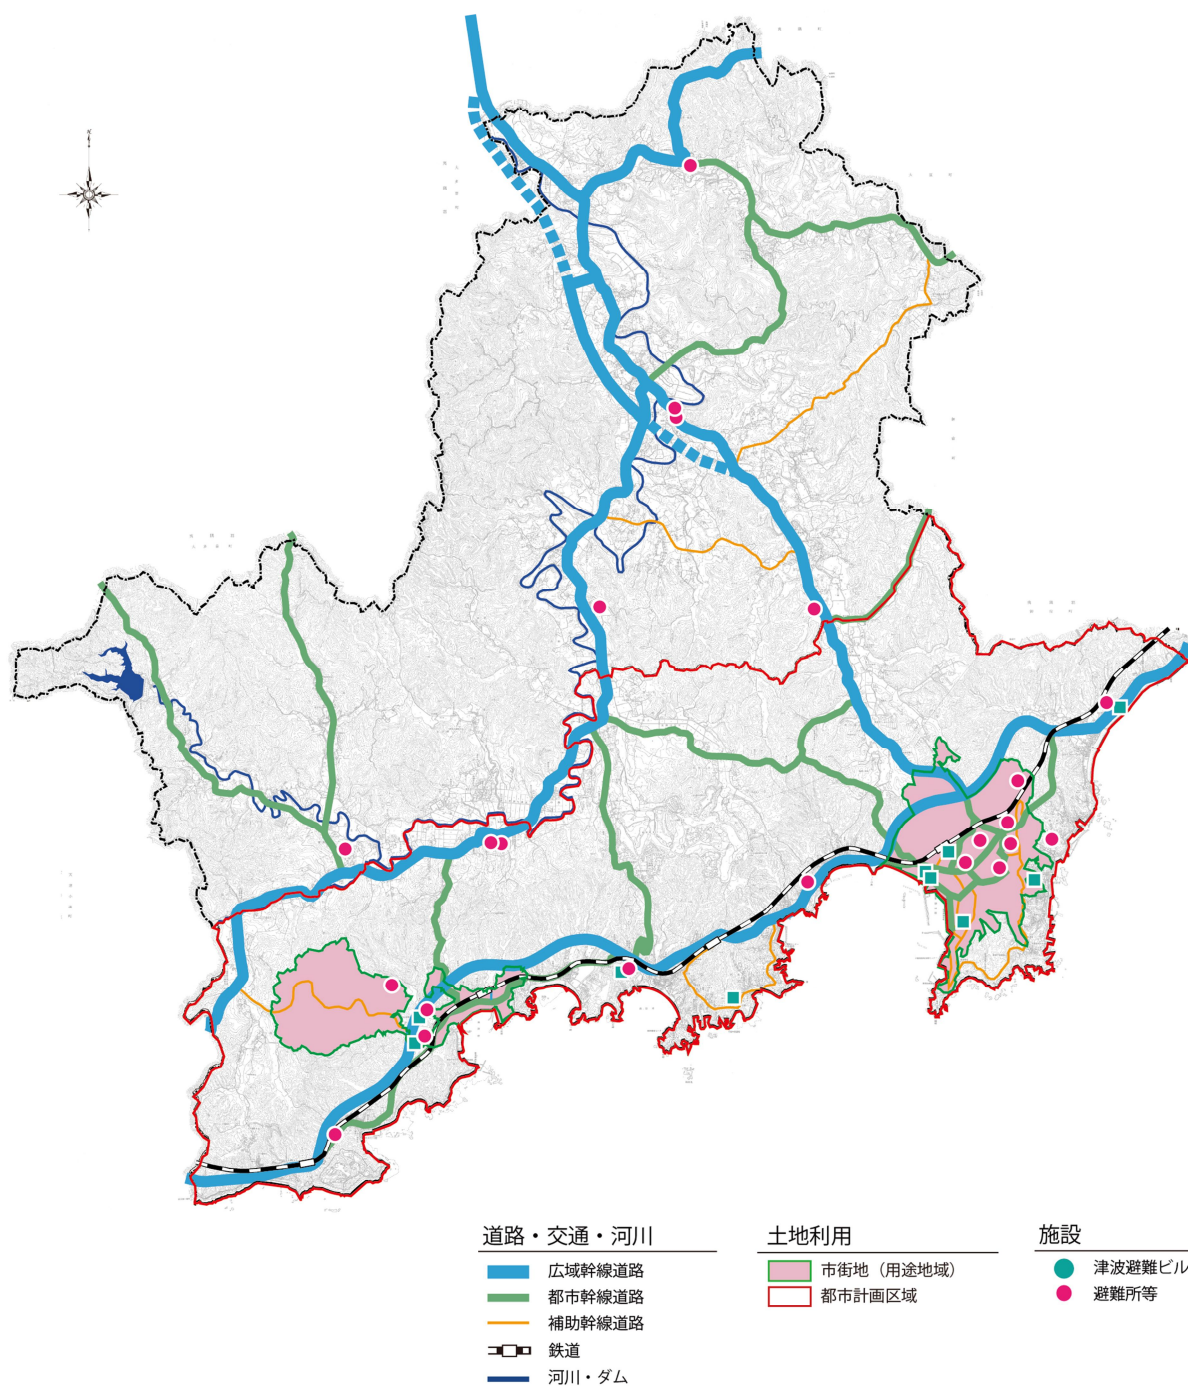 道路・交通・河川
広域幹線道路
都市幹線道路
補助幹線道路
鉄道
河川・ダム
土地利用
市街地（用途地域）
都市計画区域
施設
津波避難ビル
避難所等